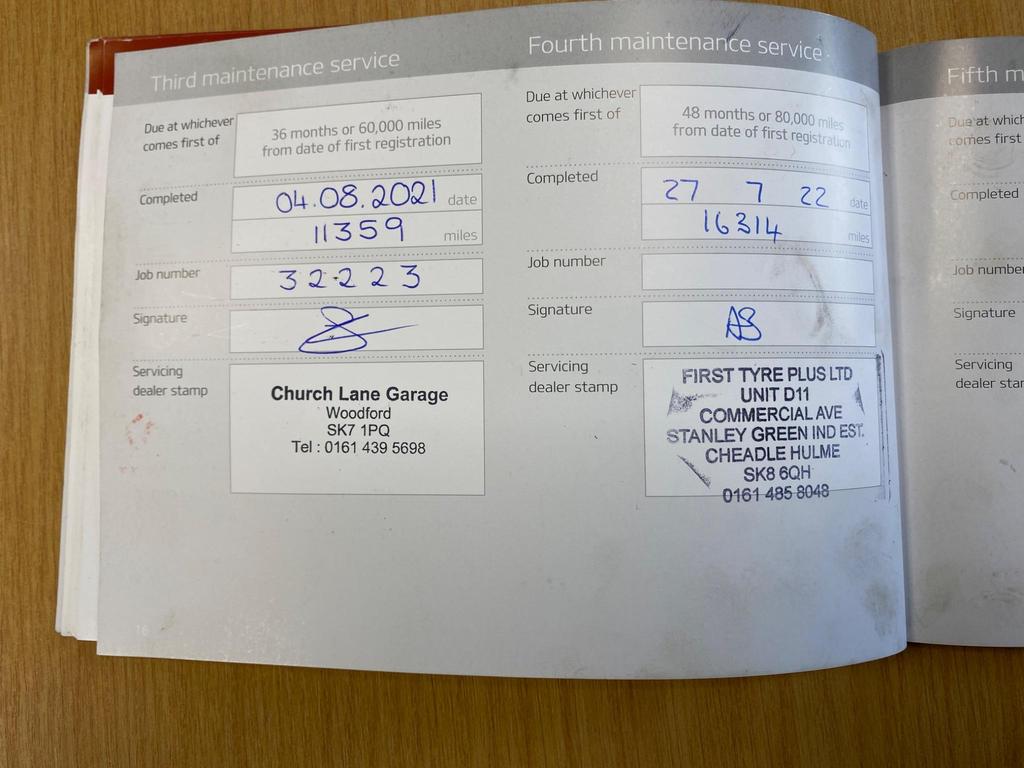 Third maintenance service
Due at whichever
comes first of
36 months or 60,000 miles
from date of first registration
Completed
04.08.2021 date
11359 miles
Job number
32223
Signature
Servicing
dealer stamp
Church Lane Garage
Woodford
SK7 1PQ
Tel : 0161 439 5698
16
Fourth maintenance service
Due at whichever
comes first of
48 months or 80,000 miles
from date of first registration
Completed
27 7 22 date
16314 miles
Job number
Signature
AS
Servicing
dealer stamp
FIRST TYRE PLUS LTD
UNIT D11
COMMERCIAL AVE
STANLEY GREEN IND EST.
CHEADLE HULME
SK8 6QH
0161 485 8048
Fifth m
Due at which
comes first
Completed
Job number
Signature
Servicing
dealer star